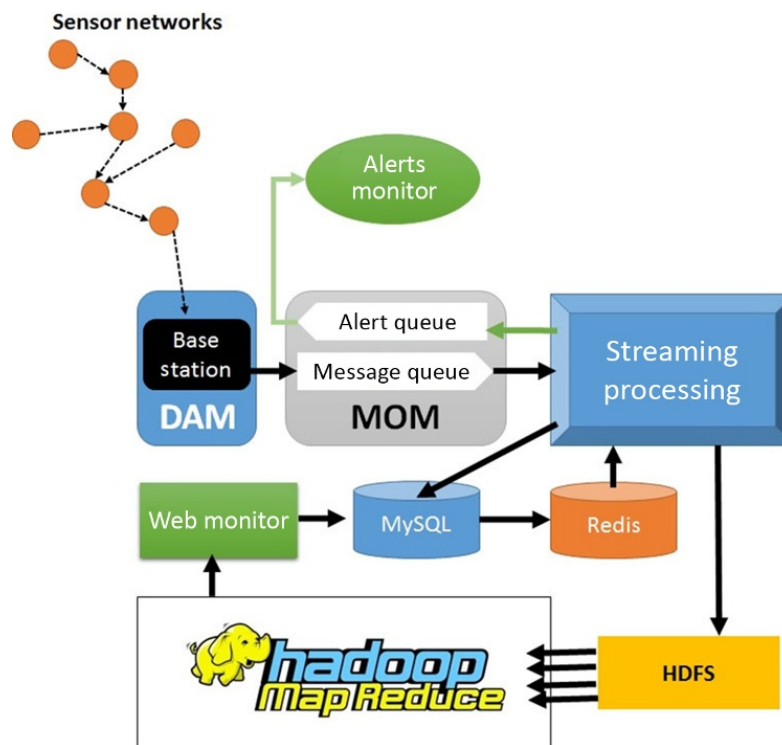 Sensor networks
Alerts
monitor
Base
station
DAM
Alert queue
Message queue
MOM
Streaming
processing
Web monitor
MySQL
Redis
hadoop
Map Reduce
HDFS